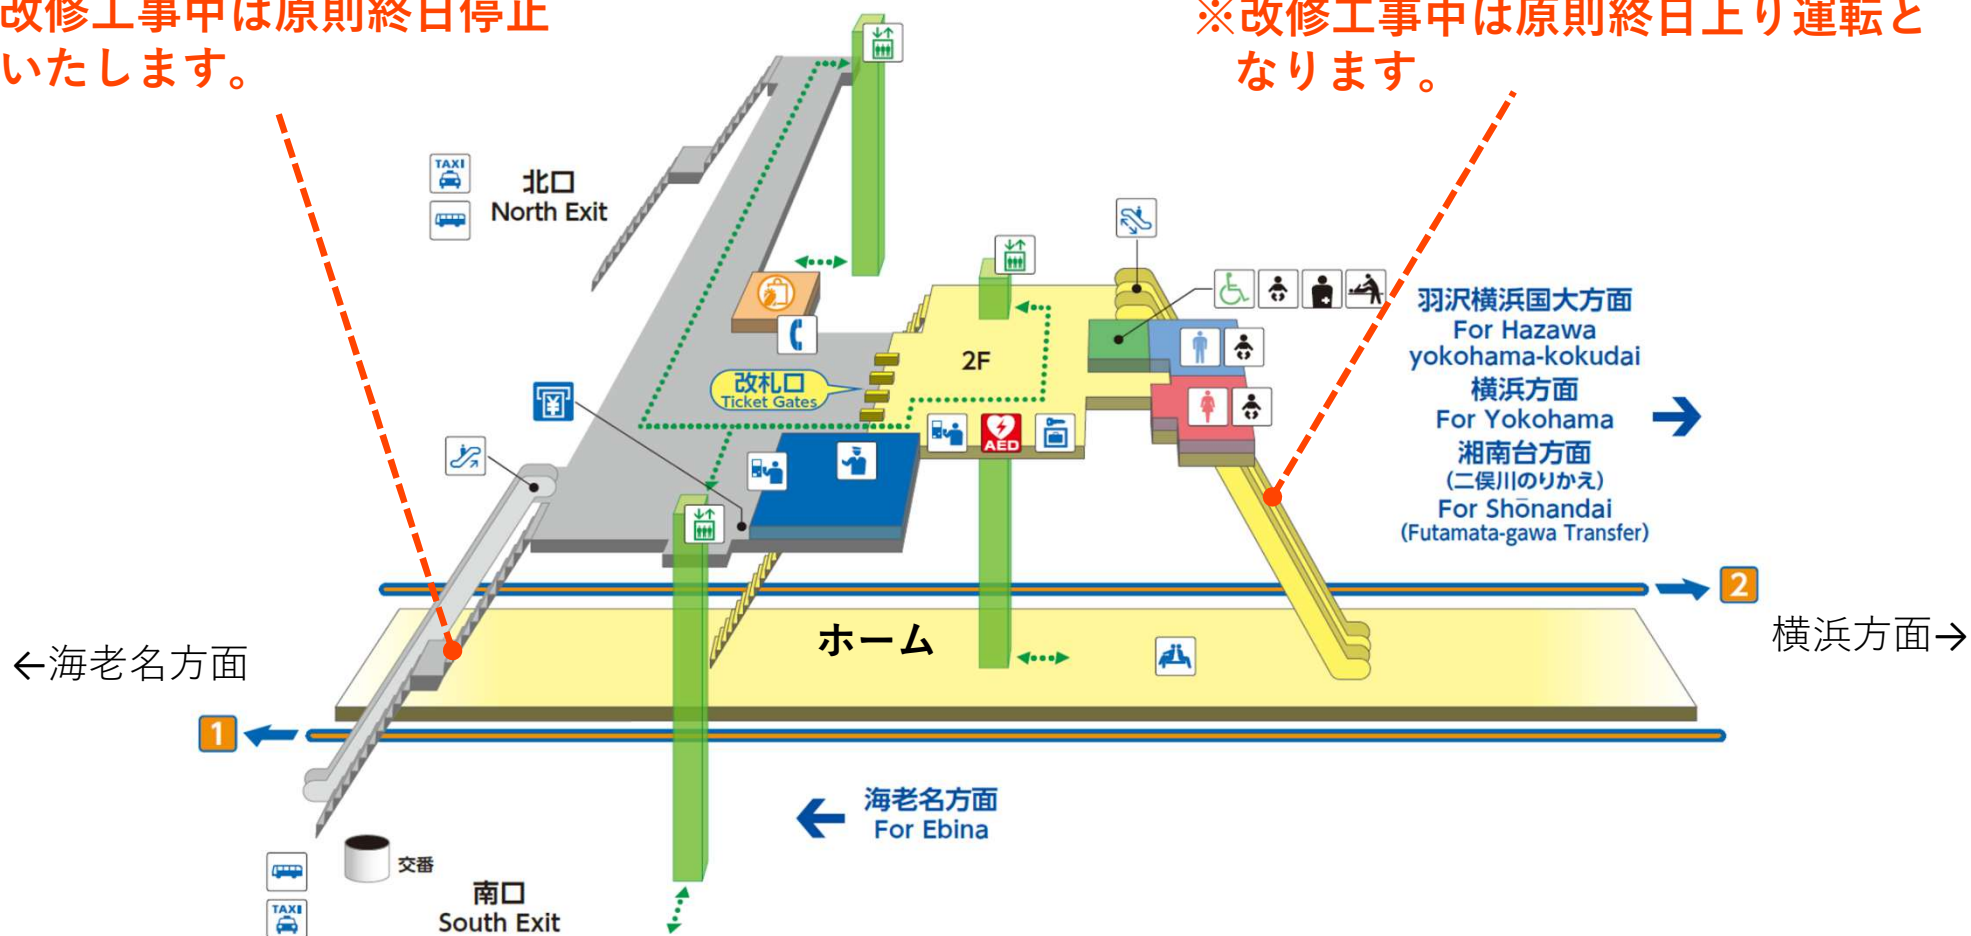 改修工事中は原則終日停止
いたします。
※改修工事中は原則終日上り運転と
なります。
TAXI
北口
North Exit
2F
改札口
Ticket Gates
AED
羽沢横浜国大方面
For Hazawa
yokohama-kokudai
横浜方面
For Yokohama
湘南台方面
(二俣川のりかえ)
For Shōnandai
(Futamata-gawa Transfer)
2
ホーム
横浜方面→
←海老名方面
1
海老名方面
For Ebina
交番
南口
South Exit
TAXI